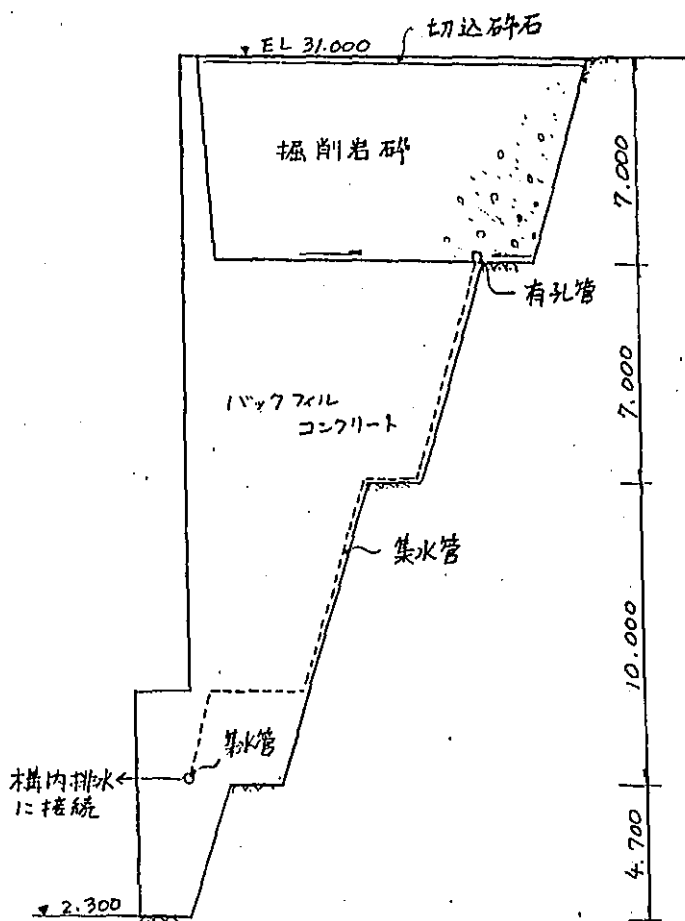 切込砕石
▼ EL 31.000
掘削岩砕
7.000
有孔管
7.000
バックフィル
コンクリート
集水管
10.000
集水管
構内排水
に接続
4.700
▼ 2.300